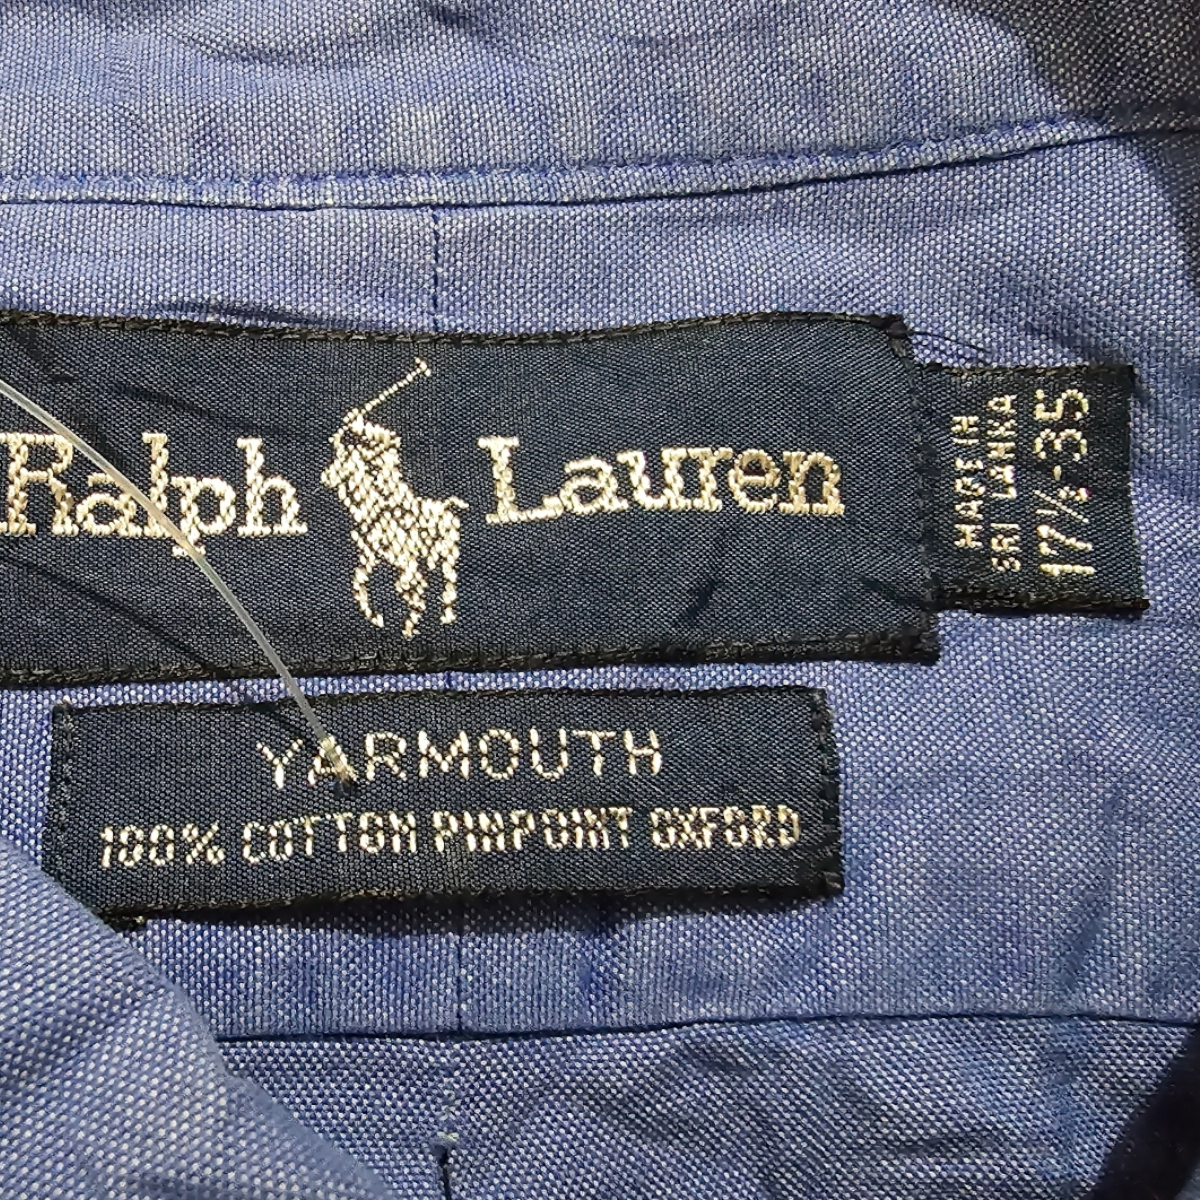 Ralph Lauren
MADE IN
SRI LANKA
17½-35
YARMOUTH
100% COTTON PINPOINT OXFORD